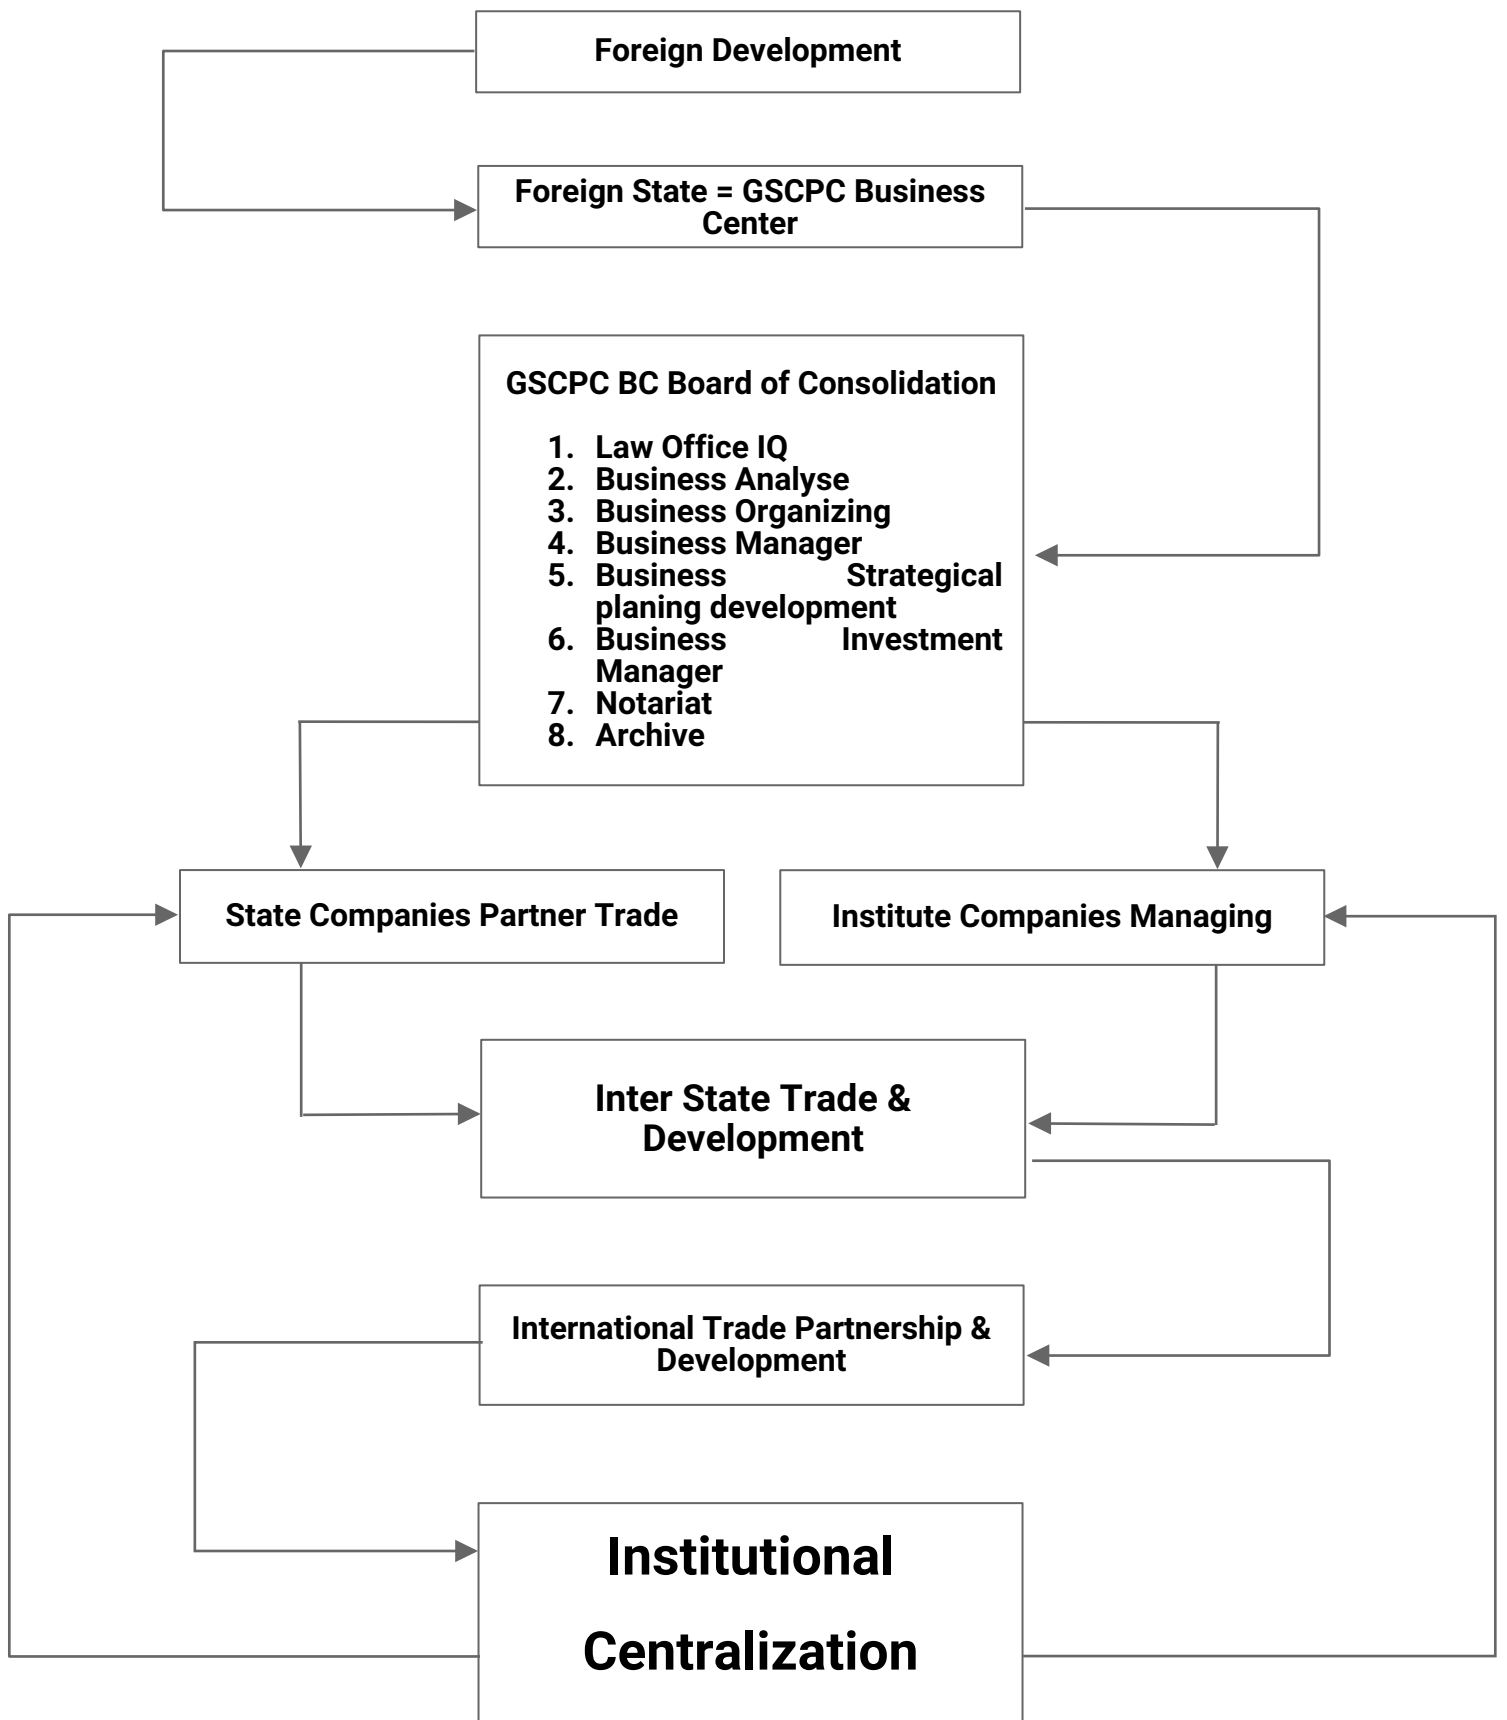 Foreign Development
Foreign State = GSCPC Business
Center
GSCPC BC Board of Consolidation
1. Law Office IQ
2. Business Analyse
3. Business Organizing
4. Business Manager
5. Business Strategical
planing development
6. Business Investment
Manager
7. Notariat
8. Archive
State Companies Partner Trade
Institute Companies Managing
Inter State Trade &
Development
International Trade Partnership &
Development
Institutional
Centralization